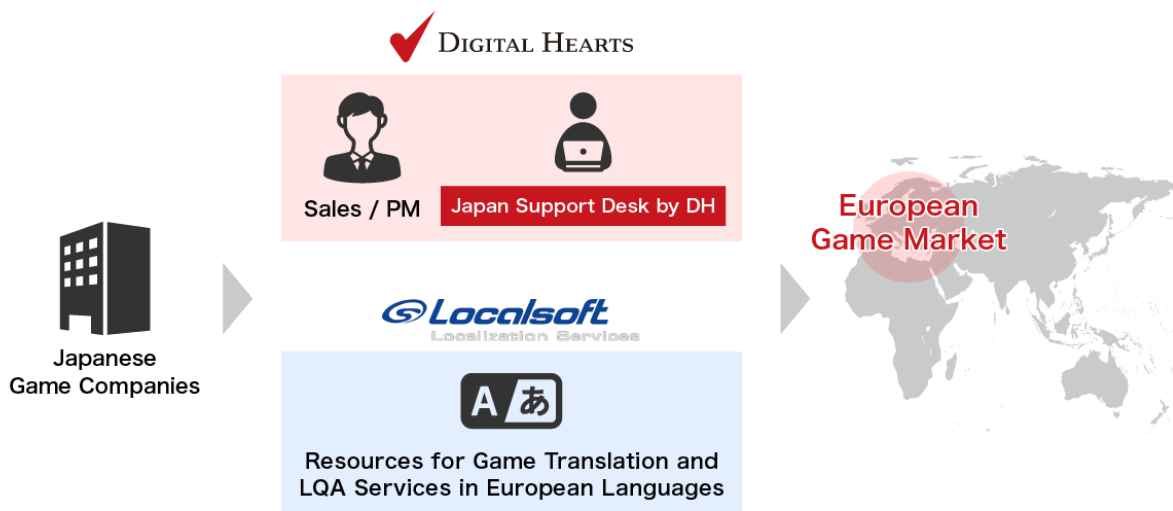 DIGITAL HEARTS
Sales / PM
Japan Support Desk by DH
Japanese
Game Companies
Localsoft
Localization Services
A/あ
Resources for Game Translation and
LQA Services in European Languages
European
Game Market